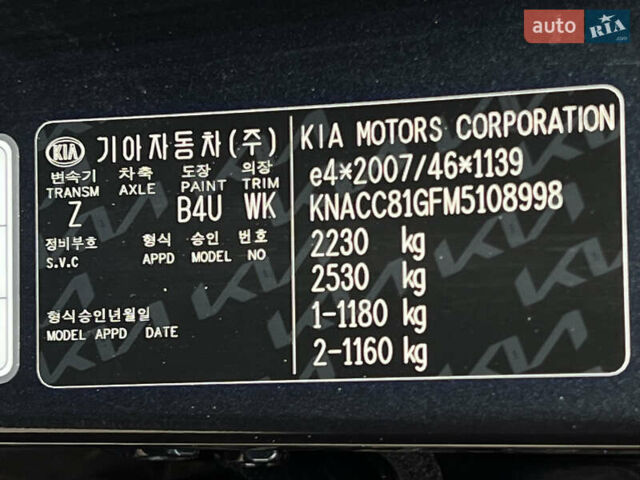 auto RIA.com
KIA 기아자동차(주)
변속기 차축 도장 의장
TRANSM AXLE PAINT TRIM
Z B4U WK
정비부호 형식 승인 번호
S.V.C APPD MODEL NO
형식승인년월일
MODEL APPD DATE
KIA MOTORS CORPORATION
e4*2007/46*1139
KNACC81GFM5108998
2230 kg
2530 kg
1-1180 kg
2-1160 kg